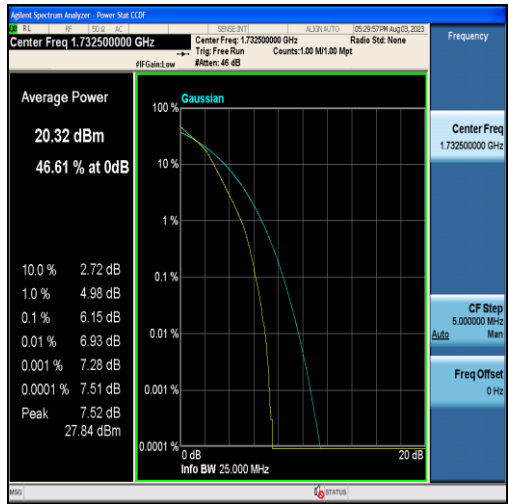 Agilent Spectrum Analyzer - Power Stat CCDF
RL RF 50 Ω AC SENSE:INT ALIGN AUTO 05:29:57 PM Aug 03, 2023
Center Freq 1.732500000 GHz
Center Freq: 1.732500000 GHz Radio Std: None
Trig: Free Run Counts:1.00 M/1.00 Mpt
#IFGain:Low #Atten: 46 dB
Frequency
Average Power
20.32 dBm
46.61 % at 0dB
10.0 % 2.72 dB
1.0 % 4.98 dB
0.1 % 6.15 dB
0.01 % 6.93 dB
0.001 % 7.28 dB
0.0001 % 7.51 dB
Peak 7.52 dB
27.84 dBm
100 % Gaussian
10 %
1 %
0.1 %
0.01 %
0.001 %
0.0001 %
0 dB 20 dB
Info BW 25.000 MHz
Center Freq
1.732500000 GHz
CF Step
5.000000 MHz
Auto Man
Freq Offset
0 Hz
MSG STATUS